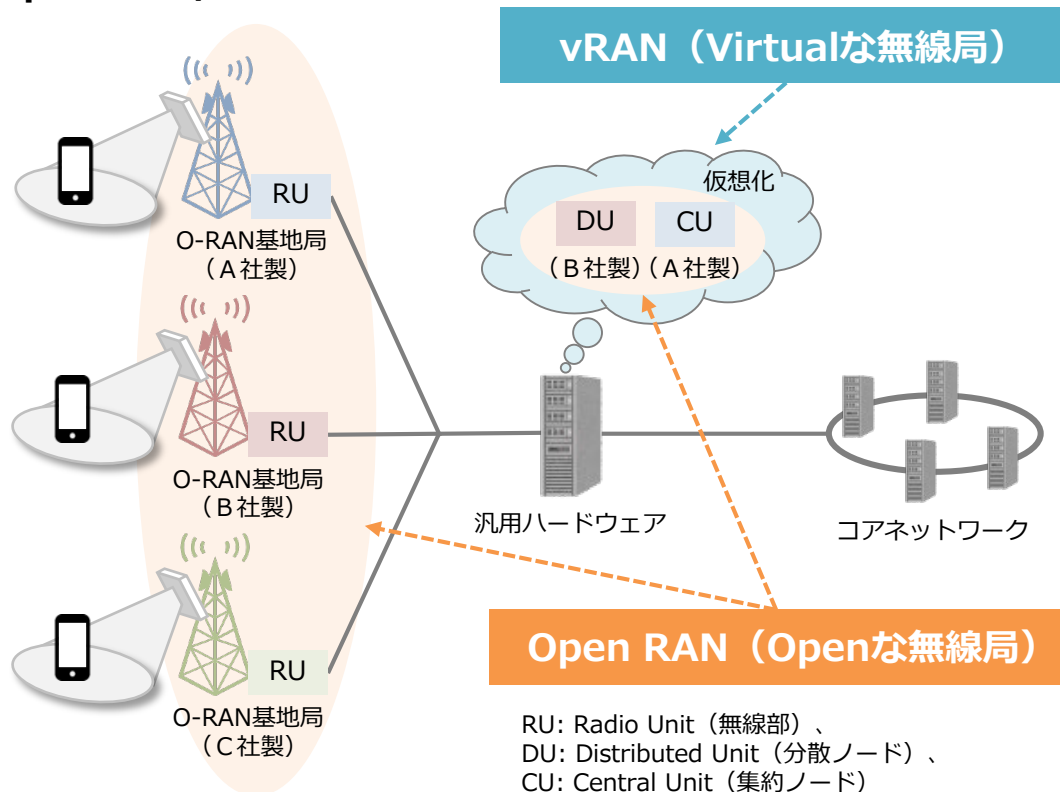 vRAN（Virtualな無線局）
仮想化
RU
DU
CU
O-RAN基地局
（Ａ社製）
（Ｂ社製）（Ａ社製）
RU
O-RAN基地局
（Ｂ社製）
汎用ハードウェア
コアネットワーク
RU
O-RAN基地局
（Ｃ社製）
Open RAN（Openな無線局）
RU: Radio Unit（無線部）、
DU: Distributed Unit（分散ノード）、
CU: Central Unit（集約ノード）